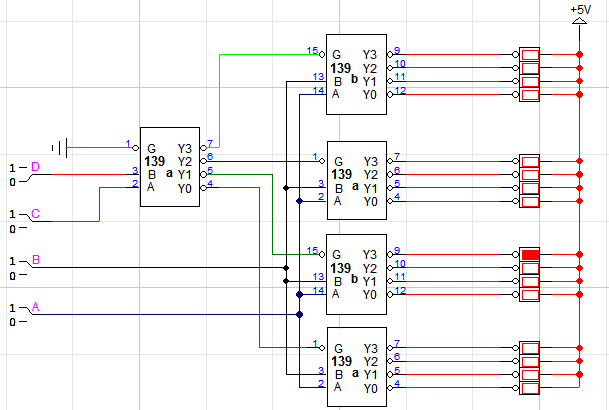 +5V
15 G Y3 9
139 Y2 10
13 B b Y1 11
14 A Y0 12
1 G Y3 7
139 Y2 6
3 B a Y1 5
2 A Y0 4
1 D
0
1 C
0
1 G Y3 7
139 Y2 6
3 B a Y1 5
2 A Y0 4
1 B
0
15 G Y3 9
139 Y2 10
13 B b Y1 11
14 A Y0 12
1 A
0
1 G Y3 7
139 Y2 6
3 B a Y1 5
2 A Y0 4